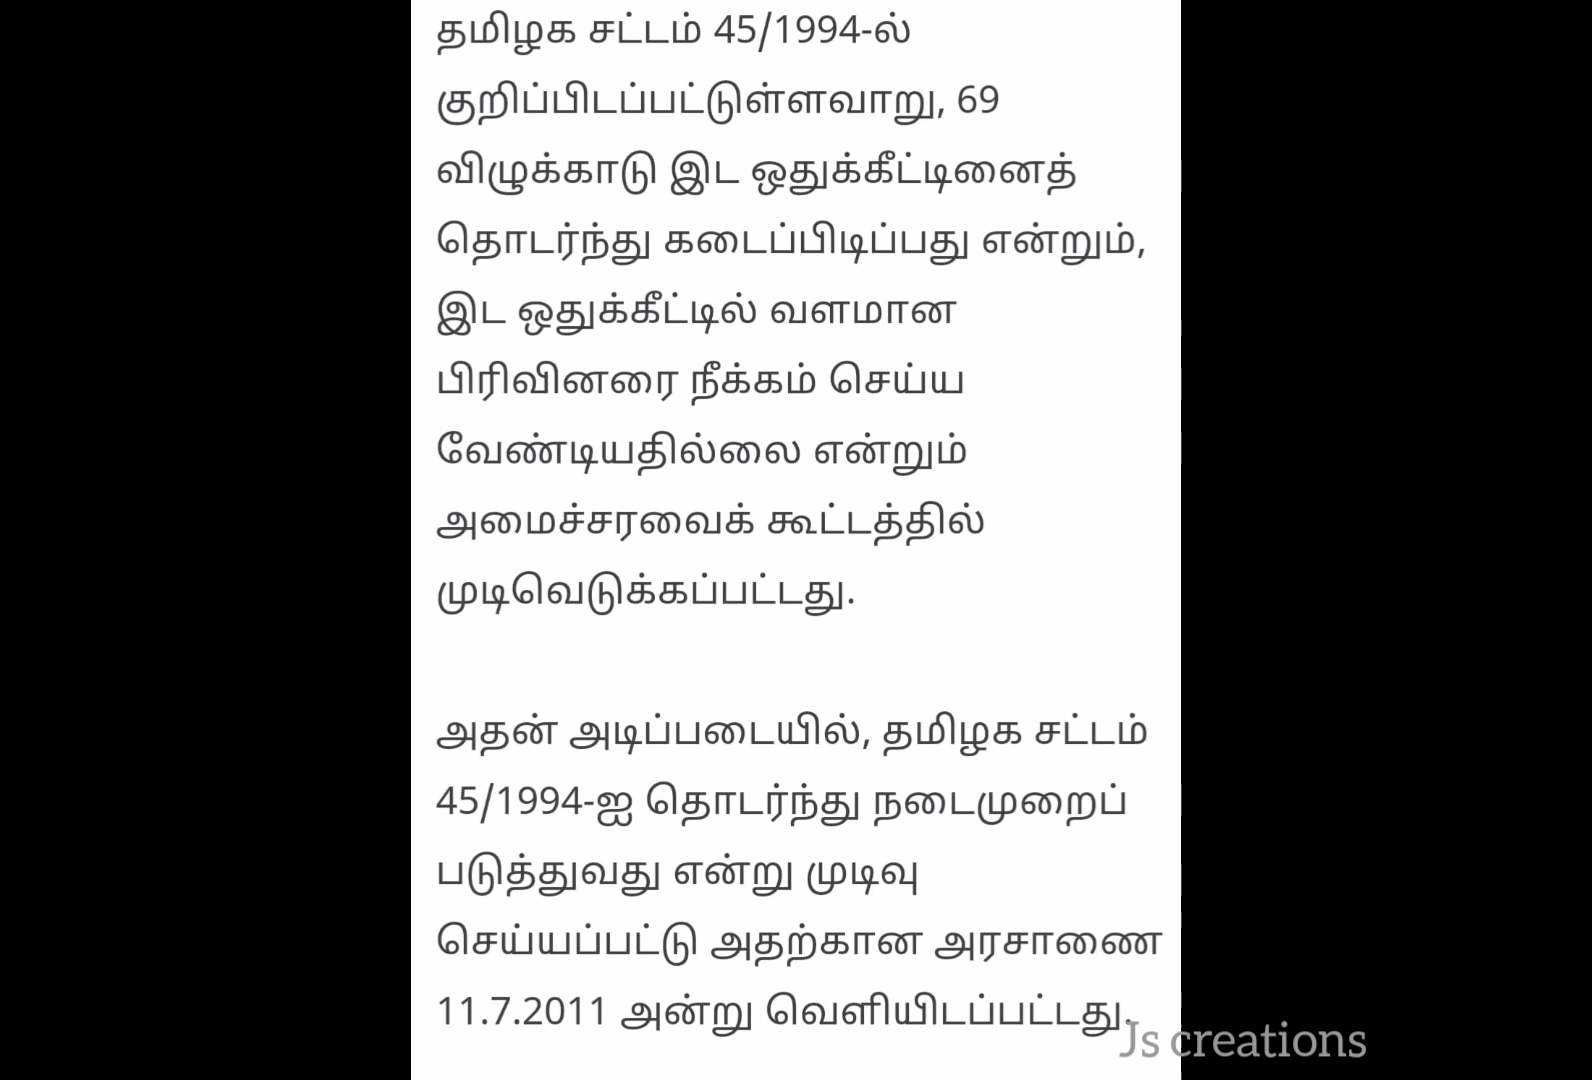 தமிழக சட்டம் 45/1994-ல்
குறிப்பிடப்பட்டுள்ளவாறு, 69
விழுக்காடு இட ஒதுக்கீட்டினைத்
தொடர்ந்து கடைப்பிடிப்பது என்றும்,
இட ஒதுக்கீட்டில் வளமான
பிரிவினரை நீக்கம் செய்ய
வேண்டியதில்லை என்றும்
அமைச்சரவைக் கூட்டத்தில்
முடிவெடுக்கப்பட்டது.
அதன் அடிப்படையில், தமிழக சட்டம்
45/1994-ஐ தொடர்ந்து நடைமுறைப்
படுத்துவது என்று முடிவு
செய்யப்பட்டு அதற்கான அரசாணை
11.7.2011 அன்று வெளியிடப்பட்டது.
Js creations